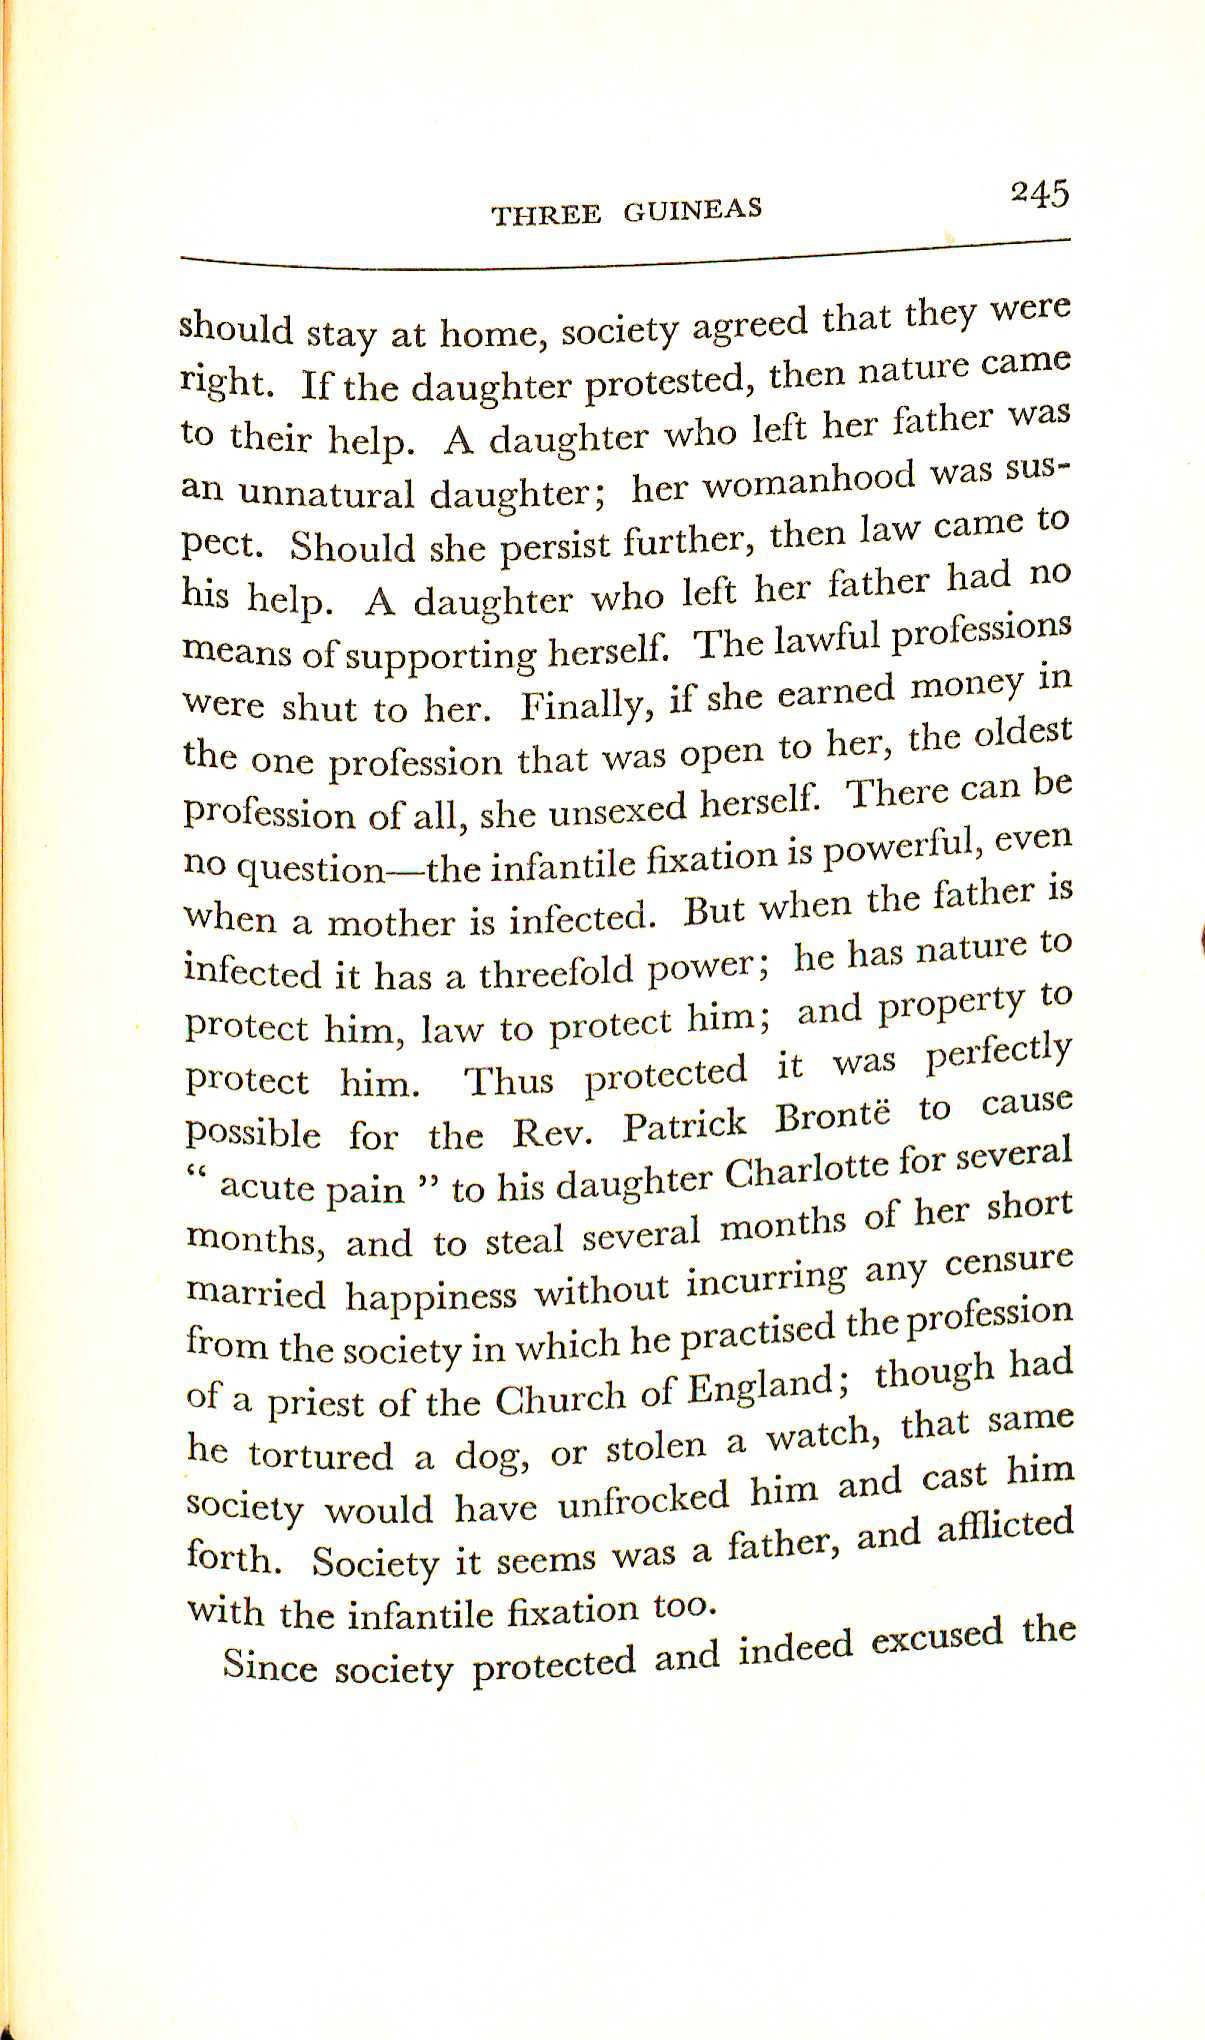 THREE GUINEAS 245
should stay at home, society agreed that they were
right. If the daughter protested, then nature came
to their help. A daughter who left her father was
an unnatural daughter; her womanhood was sus-
pect. Should she persist further, then law came to
his help. A daughter who left her father had no
means of supporting herself. The lawful professions
were shut to her. Finally, if she earned money in
the one profession that was open to her, the oldest
profession of all, she unsexed herself. There can be
no question—the infantile fixation is powerful, even
when a mother is infected. But when the father is
infected it has a threefold power; he has nature to
protect him, law to protect him; and property to
protect him. Thus protected it was perfectly
possible for the Rev. Patrick Brontë to cause
“ acute pain ” to his daughter Charlotte for several
months, and to steal several months of her short
married happiness without incurring any censure
from the society in which he practised the profession
of a priest of the Church of England; though had
he tortured a dog, or stolen a watch, that same
society would have unfrocked him and cast him
forth. Society it seems was a father, and afflicted
with the infantile fixation too.
Since society protected and indeed excused the